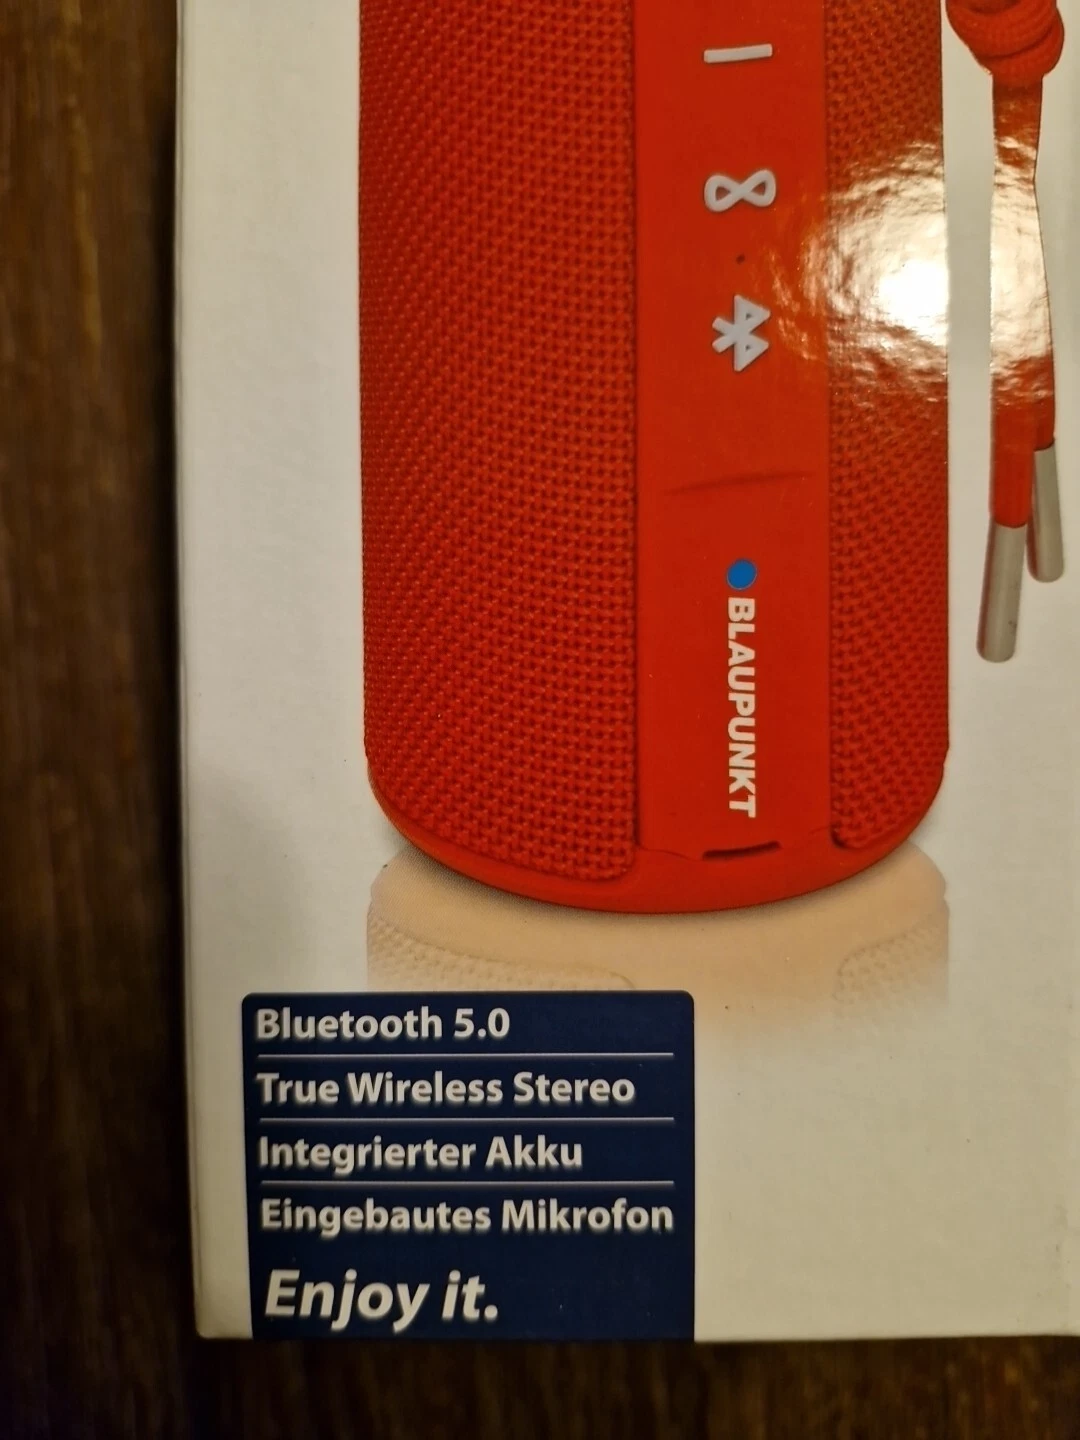 BLAUPUNKT
Bluetooth 5.0
True Wireless Stereo
Integrierter Akku
Eingebautes Mikrofon
Enjoy it.